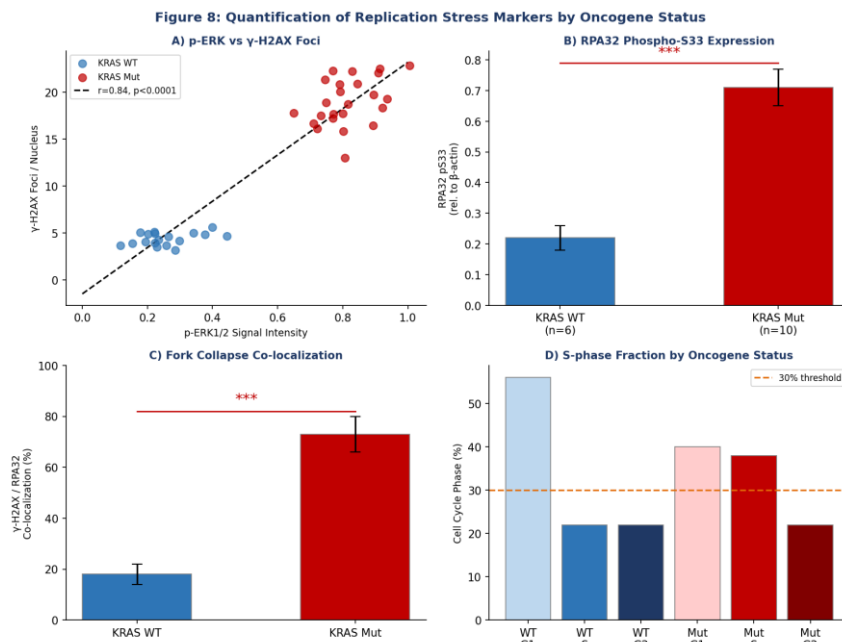 Figure 8: Quantification of Replication Stress Markers by Oncogene Status
A) p-ERK vs γ-H2AX Foci
KRAS WT
KRAS Mut
r=0.84, p<0.0001
γ-H2AX Foci / Nucleus
20
15
10
5
0
0.0 0.2 0.4 0.6 0.8 1.0
p-ERK1/2 Signal Intensity
B) RPA32 Phospho-S33 Expression
***
RPA32 pS33
(rel. to β-actin)
0.8
0.7
0.6
0.5
0.4
0.3
0.2
0.1
0.0
KRAS WT KRAS Mut
(n=6) (n=10)
C) Fork Collapse Co-localization
***
γ-H2AX / RPA32
Co-localization (%)
100
80
60
40
20
0
KRAS WT KRAS Mut
D) S-phase Fraction by Oncogene Status
30% threshold
Cell Cycle Phase (%)
50
40
30
20
10
0
WT WT WT Mut Mut Mut